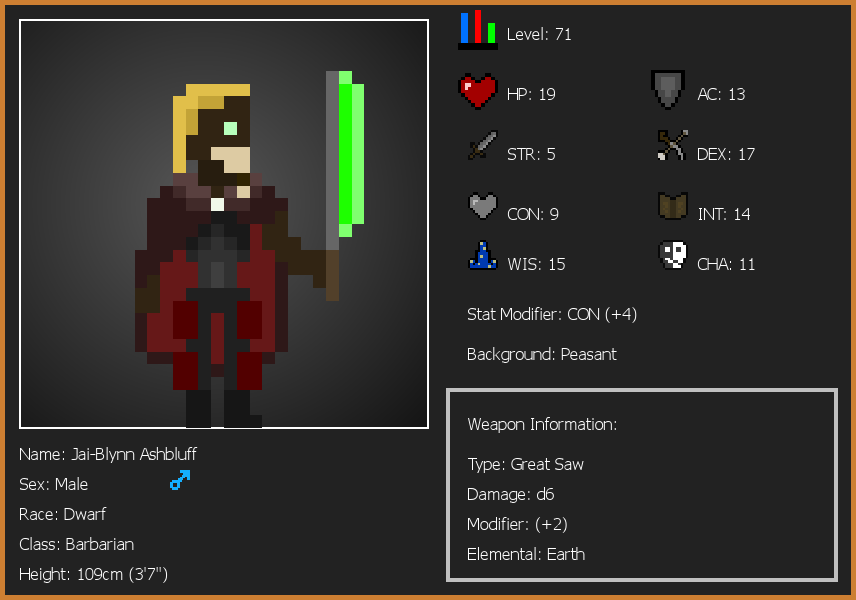 Level: 71
HP: 19
AC: 13
STR: 5
DEX: 17
CON: 9
INT: 14
WIS: 15
CHA: 11
Stat Modifier: CON (+4)
Background: Peasant
Weapon Information:
Type: Great Saw
Damage: d6
Modifier: (+2)
Elemental: Earth
Name: Jai-Blynn Ashbluff
Sex: Male
Race: Dwarf
Class: Barbarian
Height: 109cm (3'7")